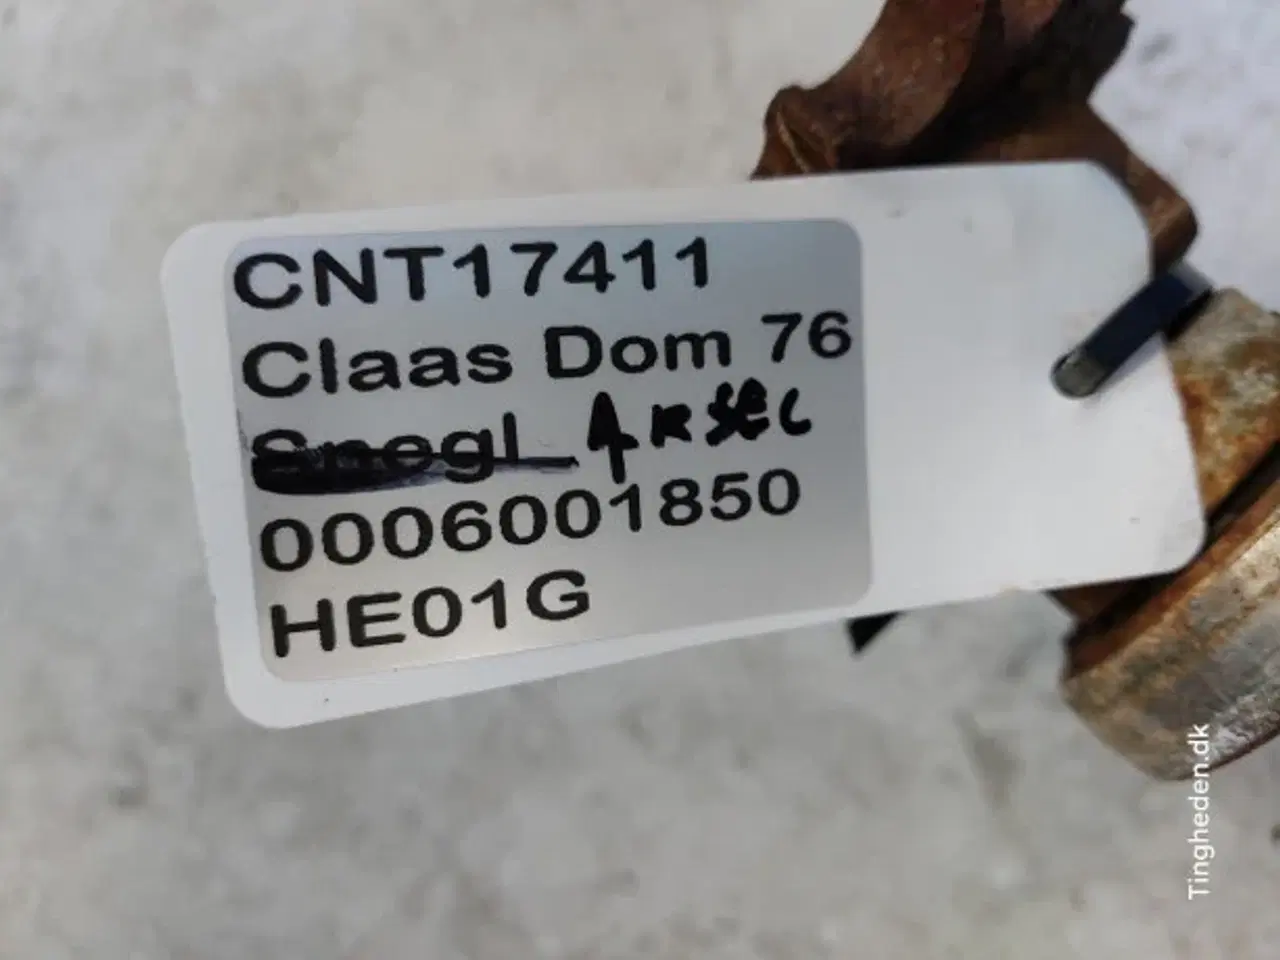 CNT17411
Claas Dom 76
Snegl AKSEL
0006001850
HE01G
Tingheden.dk